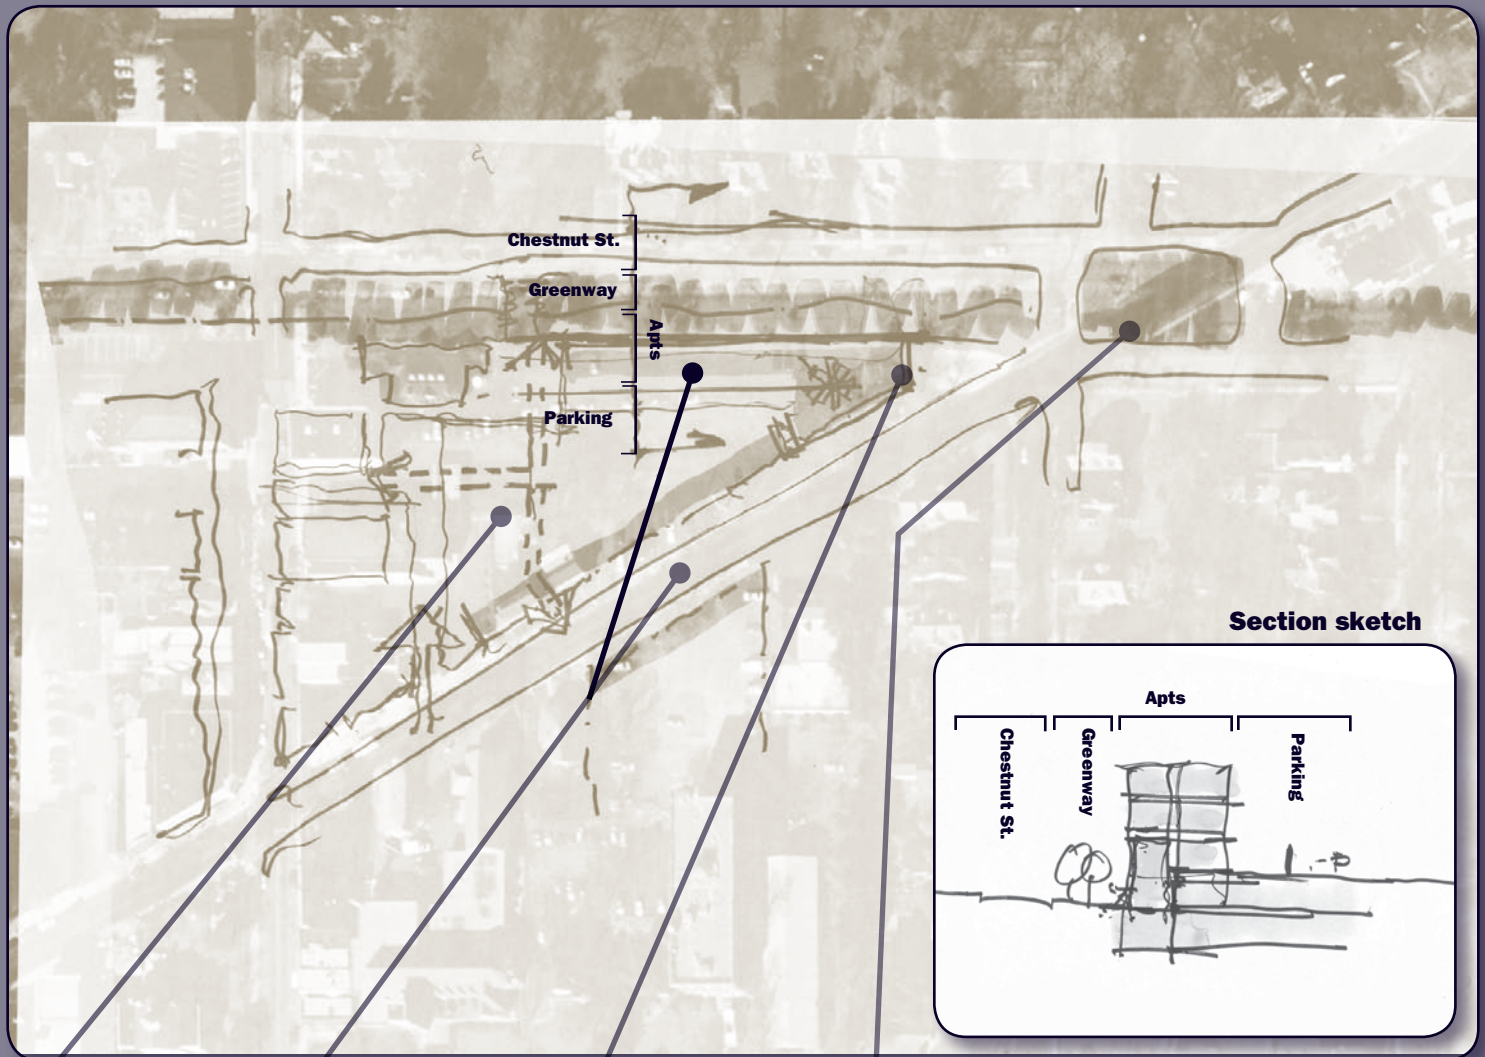 Chestnut St.
Greenway
Apts
Parking
Section sketch
Apts
Chestnut St.
Greenway
Parking